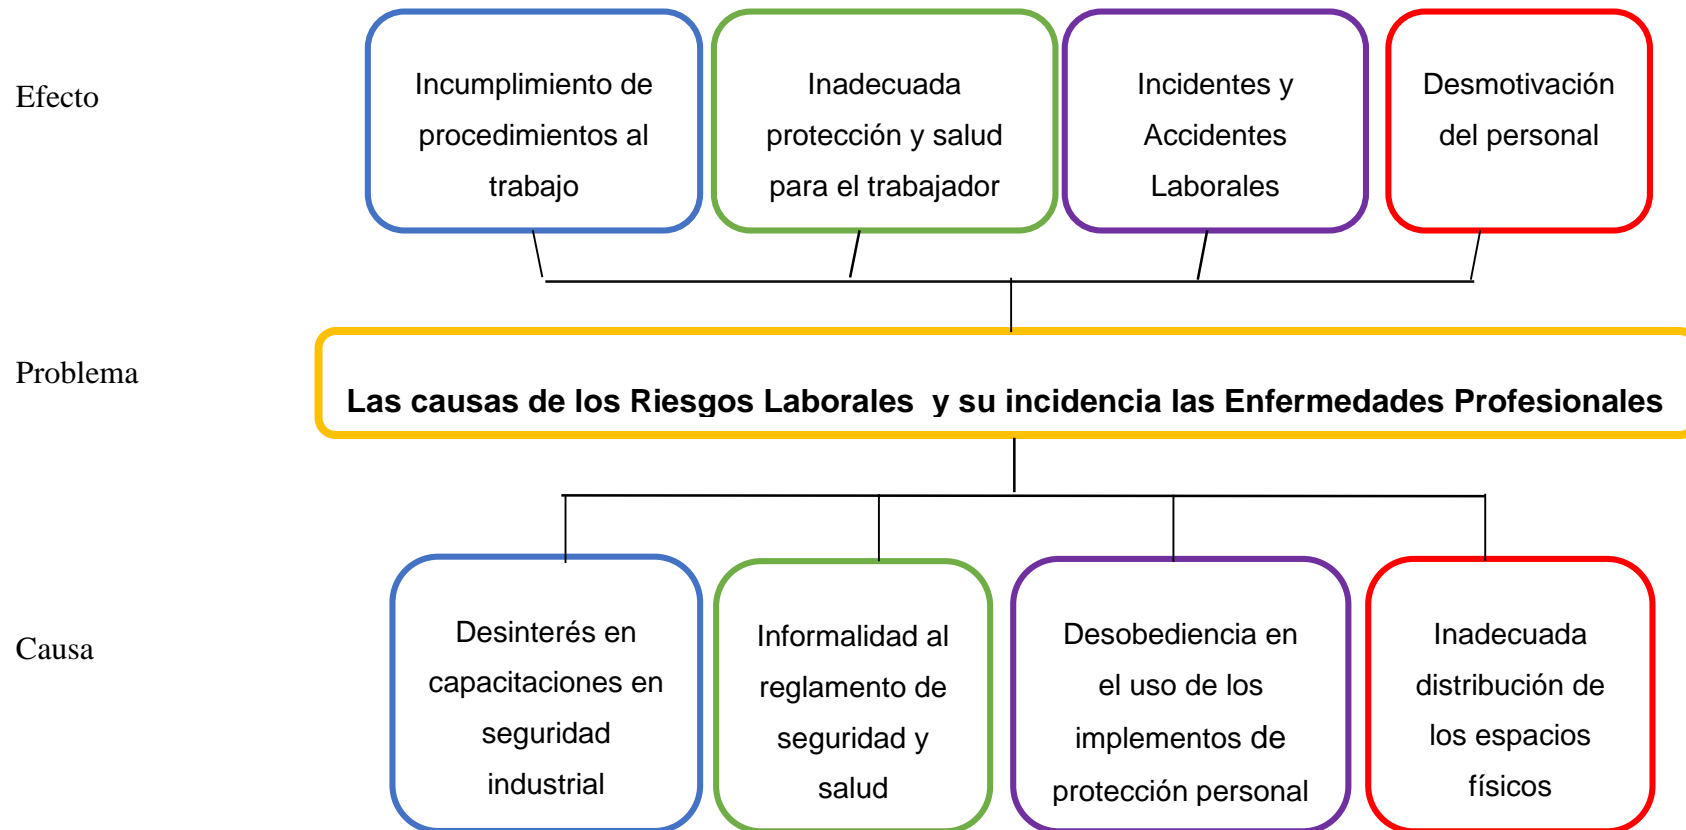 Efecto
Incumplimiento de
procedimientos al
trabajo
Inadecuada
protección y salud
para el trabajador
Incidentes y
Accidentes
Laborales
Desmotivación
del personal
Problema
Las causas de los Riesgos Laborales y su incidencia las Enfermedades Profesionales
Causa
Desinterés en
capacitaciones en
seguridad
industrial
Informalidad al
reglamento de
seguridad y
salud
Desobediencia en
el uso de los
implementos de
protección personal
Inadecuada
distribución de
los espacios
físicos